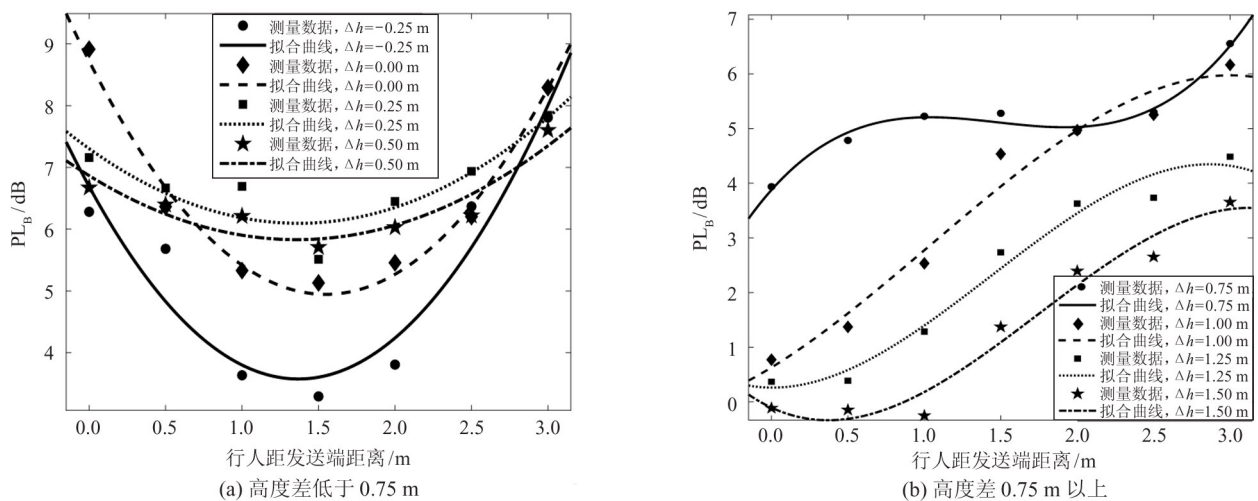 9
8
7
6
5
4
PL_B/dB
测量数据，Δh=−0.25 m
拟合曲线，Δh=−0.25 m
测量数据，Δh=0.00 m
拟合曲线，Δh=0.00 m
测量数据，Δh=0.25 m
拟合曲线，Δh=0.25 m
测量数据，Δh=0.50 m
拟合曲线，Δh=0.50 m
0.0 0.5 1.0 1.5 2.0 2.5 3.0
行人距发送端距离/m
(a) 高度差低于 0.75 m
7
6
5
4
3
2
1
0
PL_B/dB
测量数据，Δh=0.75 m
拟合曲线，Δh=0.75 m
测量数据，Δh=1.00 m
拟合曲线，Δh=1.00 m
测量数据，Δh=1.25 m
拟合曲线，Δh=1.25 m
测量数据，Δh=1.50 m
拟合曲线，Δh=1.50 m
0.0 0.5 1.0 1.5 2.0 2.5 3.0
行人距发送端距离/m
(b) 高度差 0.75 m 以上